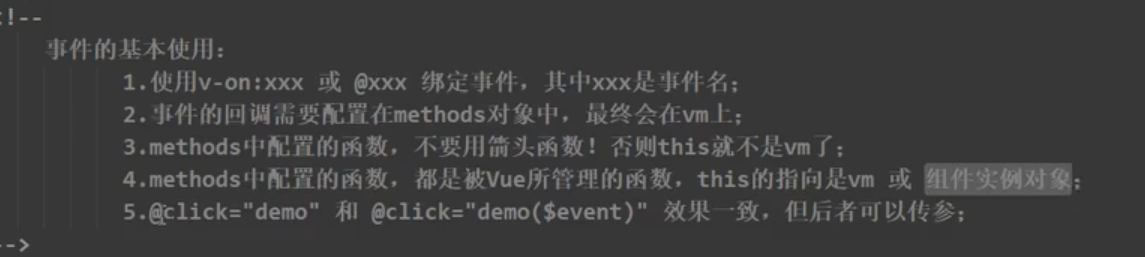 <!--
事件的基本使用:
1.使用v-on:xxx 或 @xxx 绑定事件，其中xxx是事件名;
2.事件的回调需要配置在methods对象中，最终会在vm上;
3.methods中配置的函数，不要用箭头函数！否则this就不是vm了;
4.methods中配置的函数，都是被Vue所管理的函数，this的指向是vm 或 组件实例对象;
5.@click="demo" 和 @click="demo($event)" 效果一致，但后者可以传参;
-->